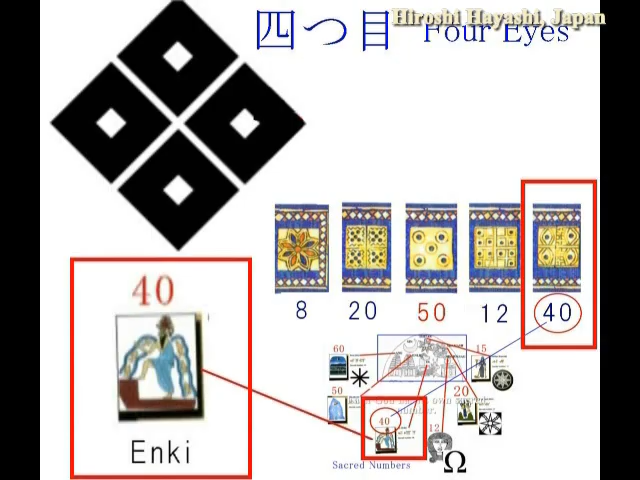 Hiroshi Hayashi, Japan
四つ目 Four Eyes
8 20 50 12 40
40
Enki
60
15
50
20
40
12
number.
Ω
Sacred Numbers